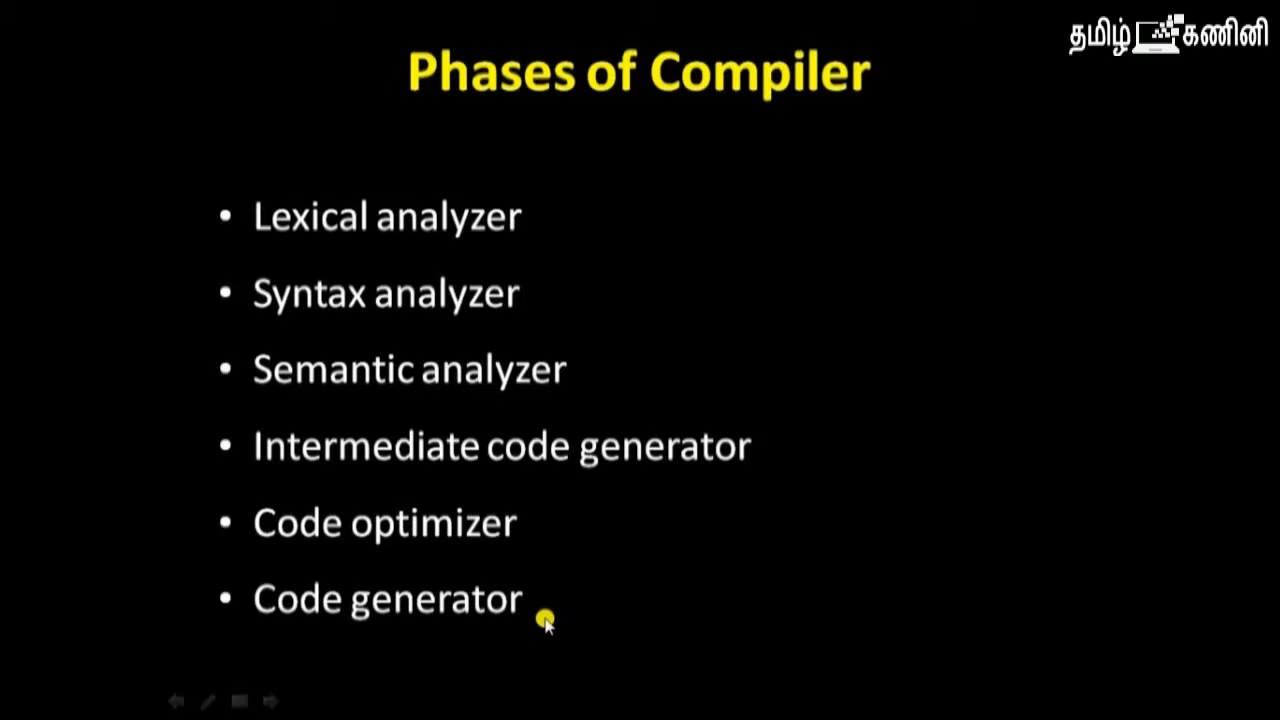 தமிழ் கணினி
Phases of Compiler
• Lexical analyzer
• Syntax analyzer
• Semantic analyzer
• Intermediate code generator
• Code optimizer
• Code generator